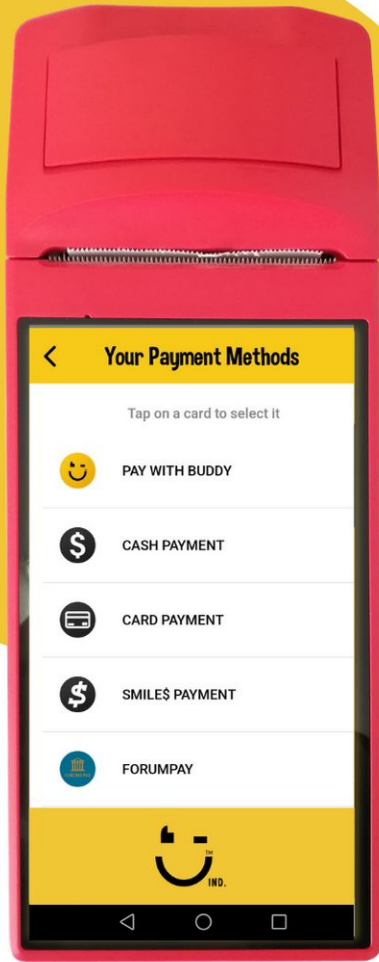 Your Payment Methods
Tap on a card to select it
PAY WITH BUDDY
CASH PAYMENT
CARD PAYMENT
SMILE$ PAYMENT
FORUMPAY
TM
IND.